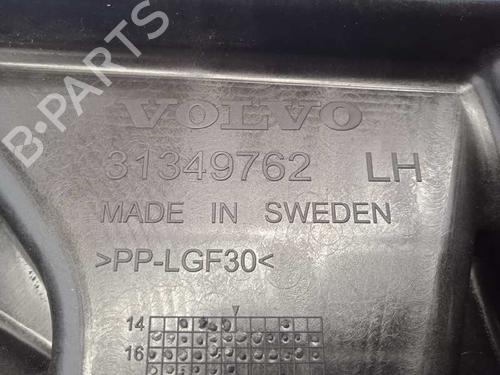 B-PARTS
VOLVO
31349762 LH
MADE IN SWEDEN
>PP-LGF30<
14
16